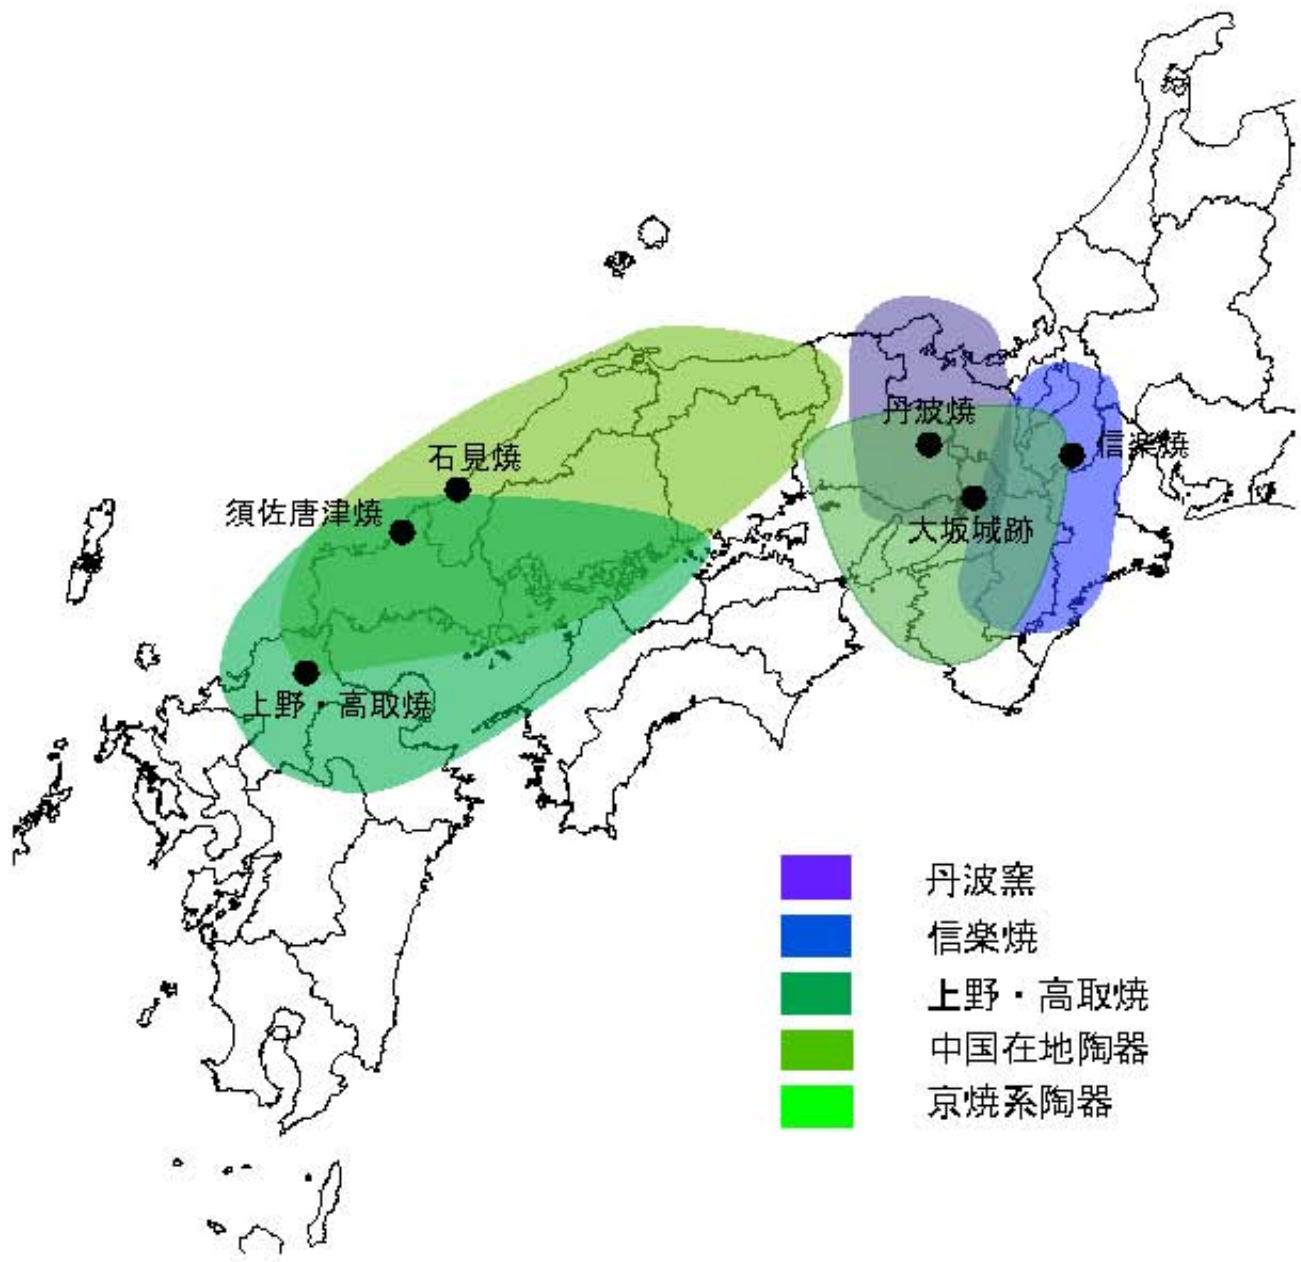 丹波焼
信楽焼
石見焼
須佐唐津焼
大坂城跡
上野・高取焼
丹波窯
信楽焼
上野・高取焼
中国在地陶器
京焼系陶器